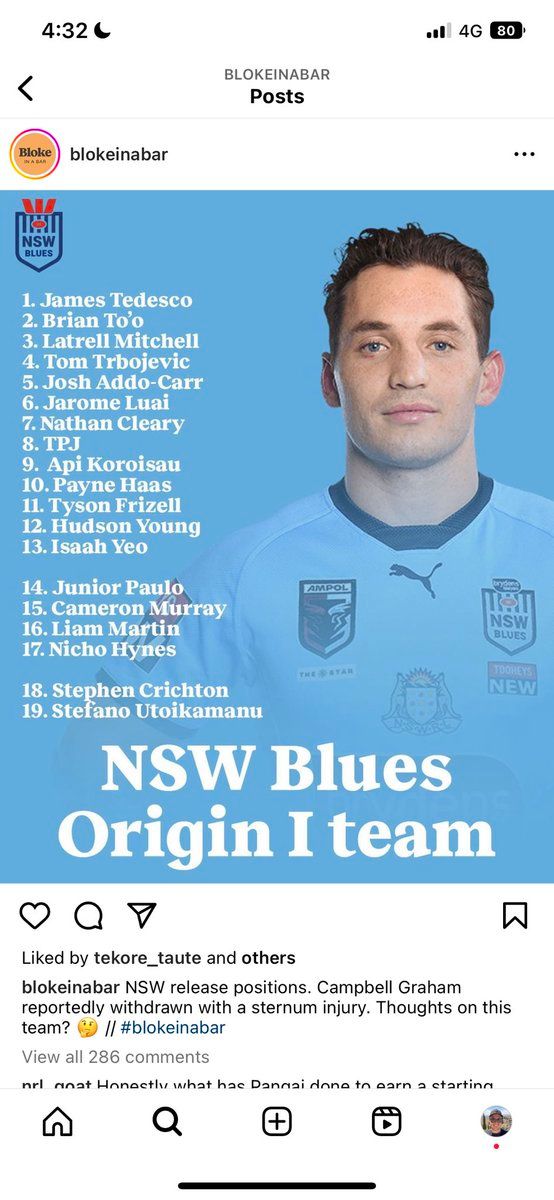 4:32
4G
80
BLOKEINABAR
Posts
Bloke
IN A BAR
blokeinabar
NSW
BLUES
1. James Tedesco
2. Brian To’o
3. Latrell Mitchell
4. Tom Trbojevic
5. Josh Addo-Carr
6. Jarome Luai
7. Nathan Cleary
8. TPJ
9. Api Koroisau
10. Payne Haas
11. Tyson Frizell
12. Hudson Young
13. Isaah Yeo
14. Junior Paulo
15. Cameron Murray
16. Liam Martin
17. Nicho Hynes
18. Stephen Crichton
19. Stefano Utoikamanu
AMPOL
THE STAR
brydens
NSW
BLUES
TOOHEYS
NEW
NSWRL
NSW Blues
Origin I team
Liked by tekore_taute and others
blokeinabar NSW release positions. Campbell Graham
reportedly withdrawn with a sternum injury. Thoughts on this
team? 🤔 // #blokeinabar
View all 286 comments
nrl_goat Honestly what has Pangai done to earn a starting